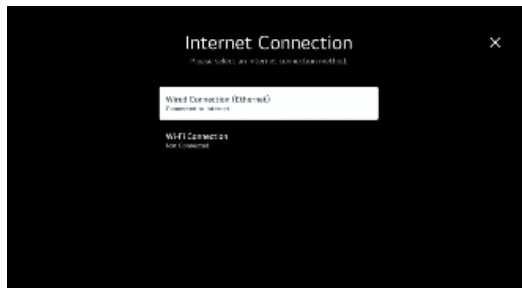 Internet Connection
Please select an internet connection method.
Wired Connection (Ethernet)
Connected to Internet
Wi-Fi Connection
Not Connected